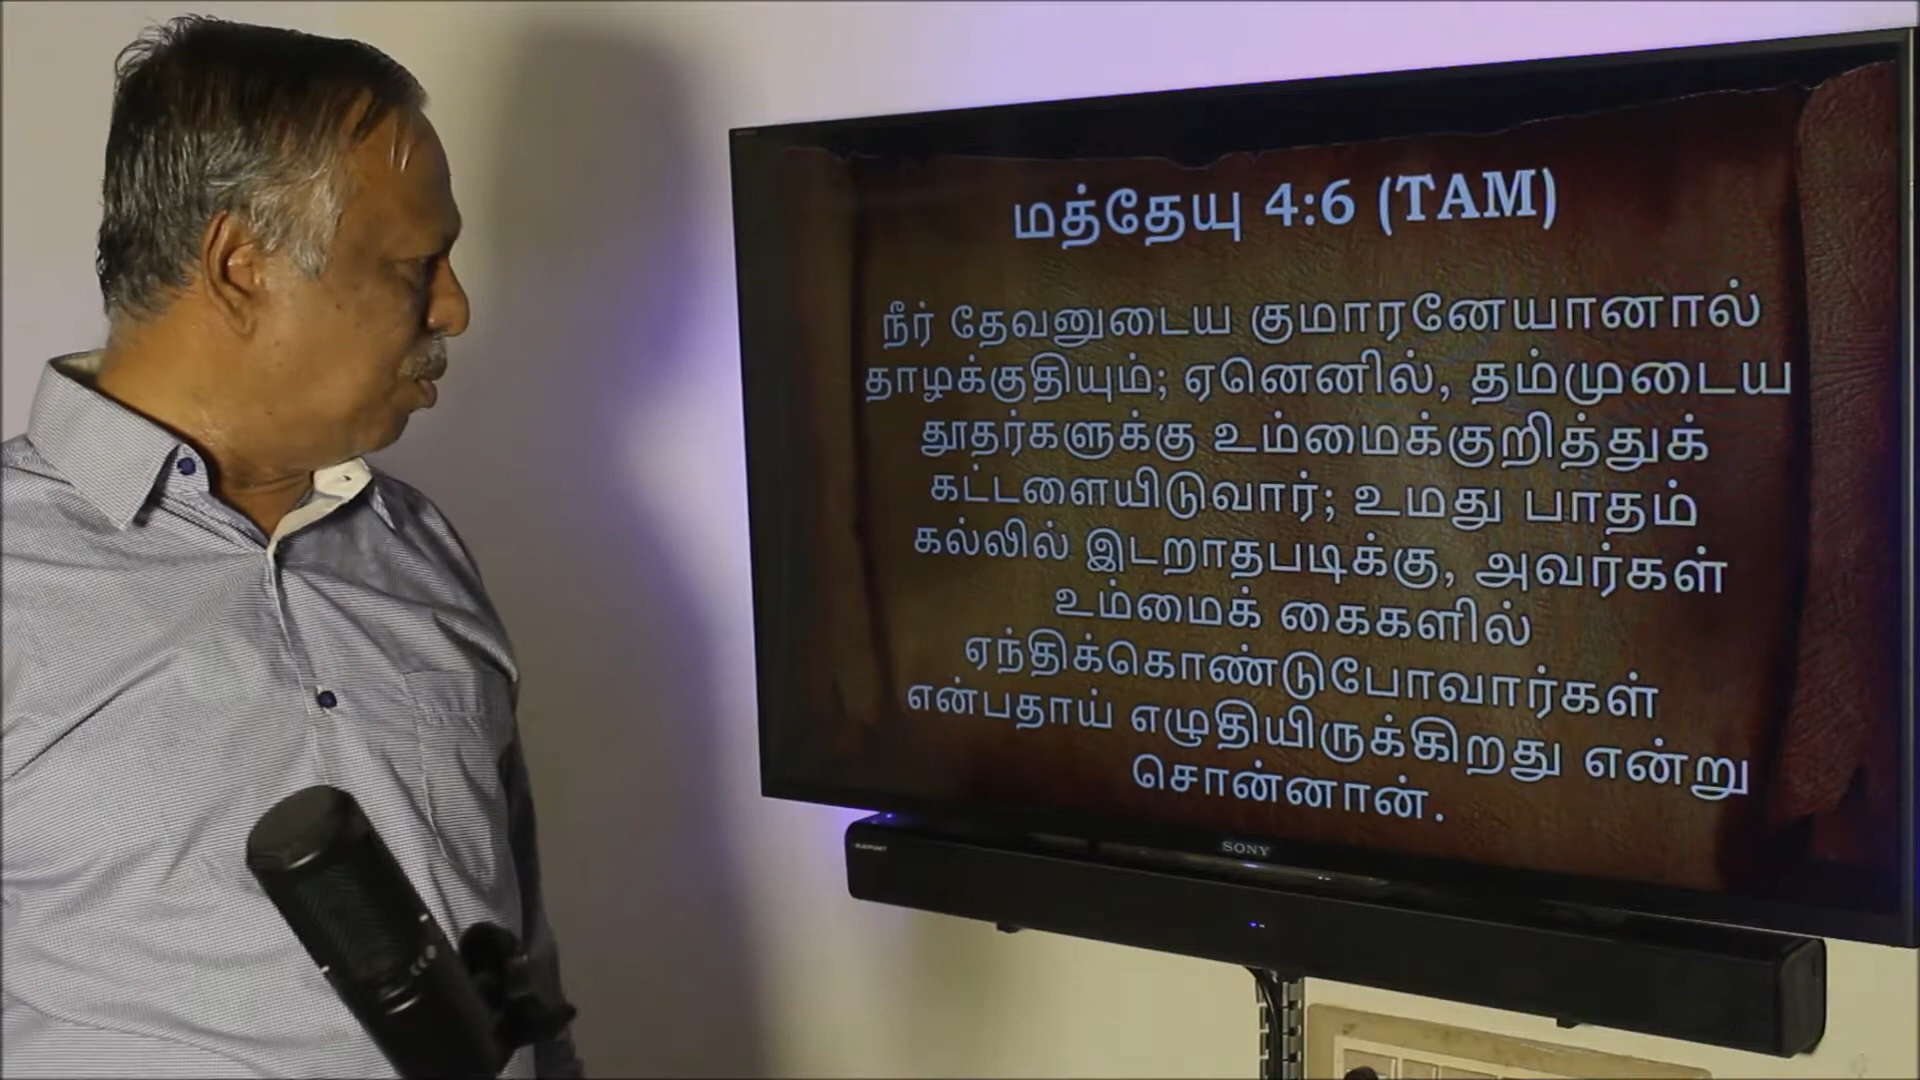 மத்தேயு 4:6 (TAM)
நீர் தேவனுடைய குமாரனேயானால்
தாழக்குதியும்; ஏனெனில், தம்முடைய
தூதர்களுக்கு உம்மைக்குறித்துக்
கட்டளையிடுவார்; உமது பாதம்
கல்லில் இடறாதபடிக்கு, அவர்கள்
உம்மைக் கைகளில்
ஏந்திக்கொண்டுபோவார்கள்
என்பதாய் எழுதியிருக்கிறது என்று
சொன்னான்.
SONY
BLAUPUNKT